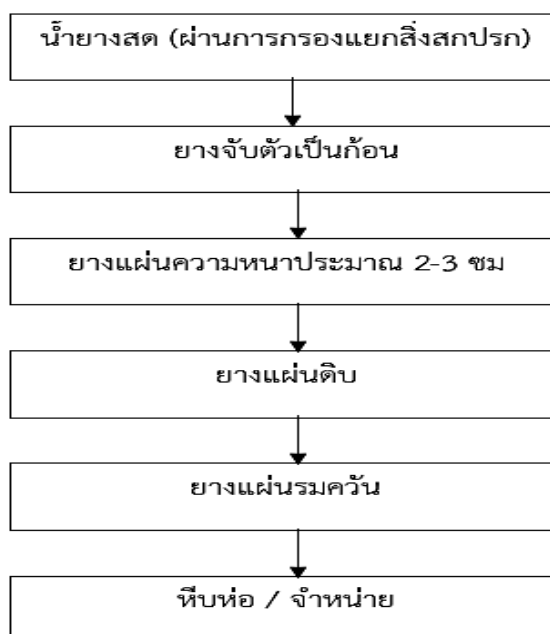 น้ำยางสด (ผ่านการกรองแยกสิ่งสกปรก)
ยางจับตัวเป็นก้อน
ยางแผ่นความหนาประมาณ 2-3 ซม
ยางแผ่นดิบ
ยางแผ่นรมควัน
หีบห่อ / จำหน่าย